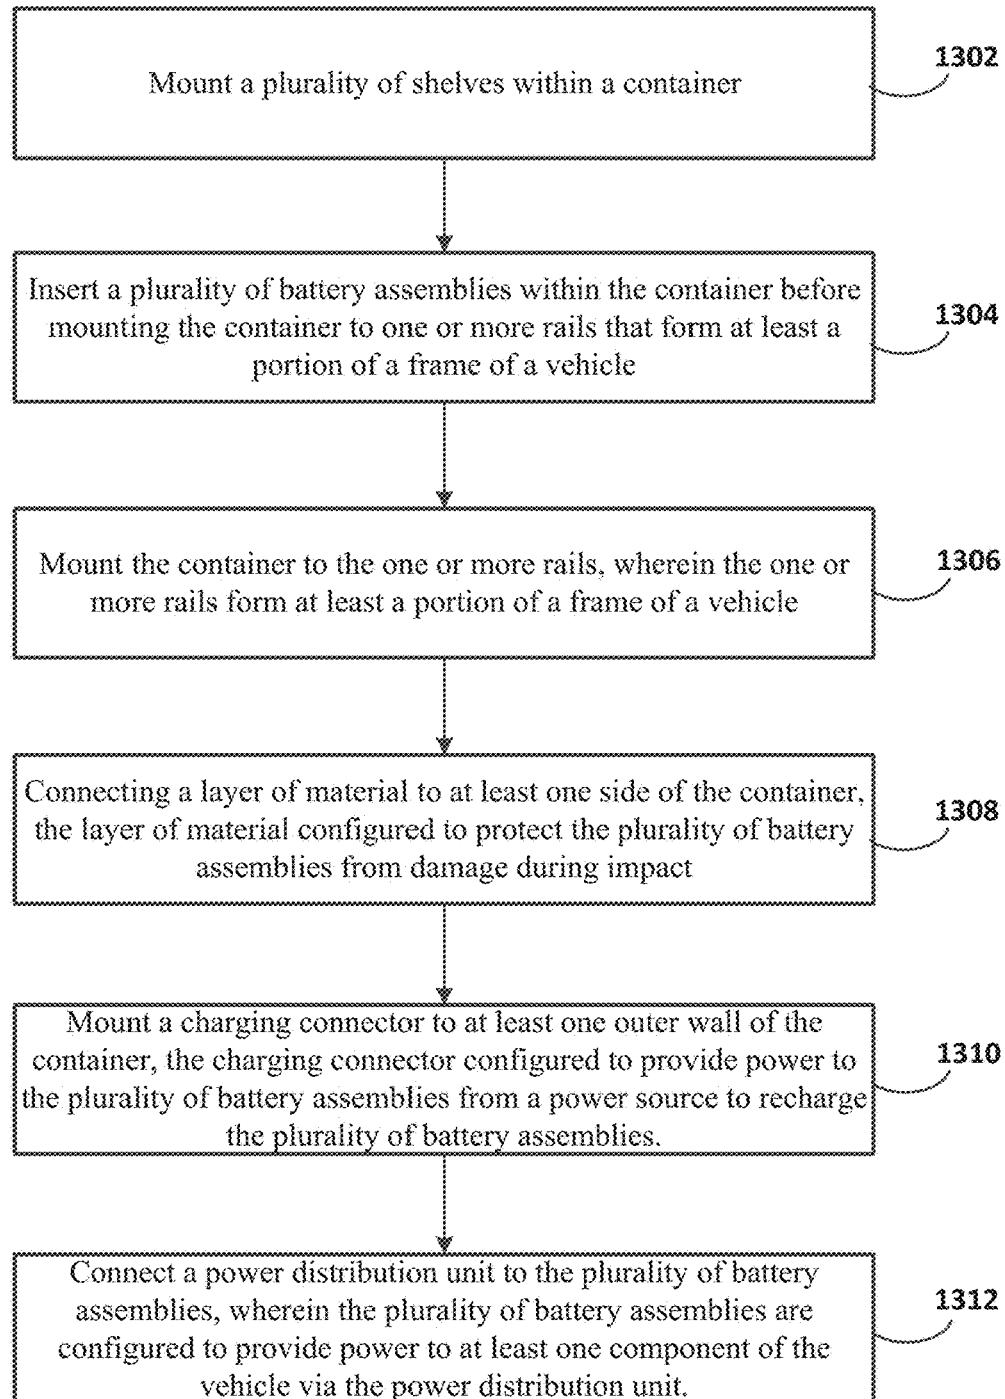 Mount a plurality of shelves within a container
1302
Insert a plurality of battery assemblies within the container before
mounting the container to one or more rails that form at least a
portion of a frame of a vehicle
1304
Mount the container to the one or more rails, wherein the one or
more rails form at least a portion of a frame of a vehicle
1306
Connecting a layer of material to at least one side of the container,
the layer of material configured to protect the plurality of battery
assemblies from damage during impact
1308
Mount a charging connector to at least one outer wall of the
container, the charging connector configured to provide power to
the plurality of battery assemblies from a power source to recharge
the plurality of battery assemblies.
1310
Connect a power distribution unit to the plurality of battery
assemblies, wherein the plurality of battery assemblies are
configured to provide power to at least one component of the
vehicle via the power distribution unit.
1312